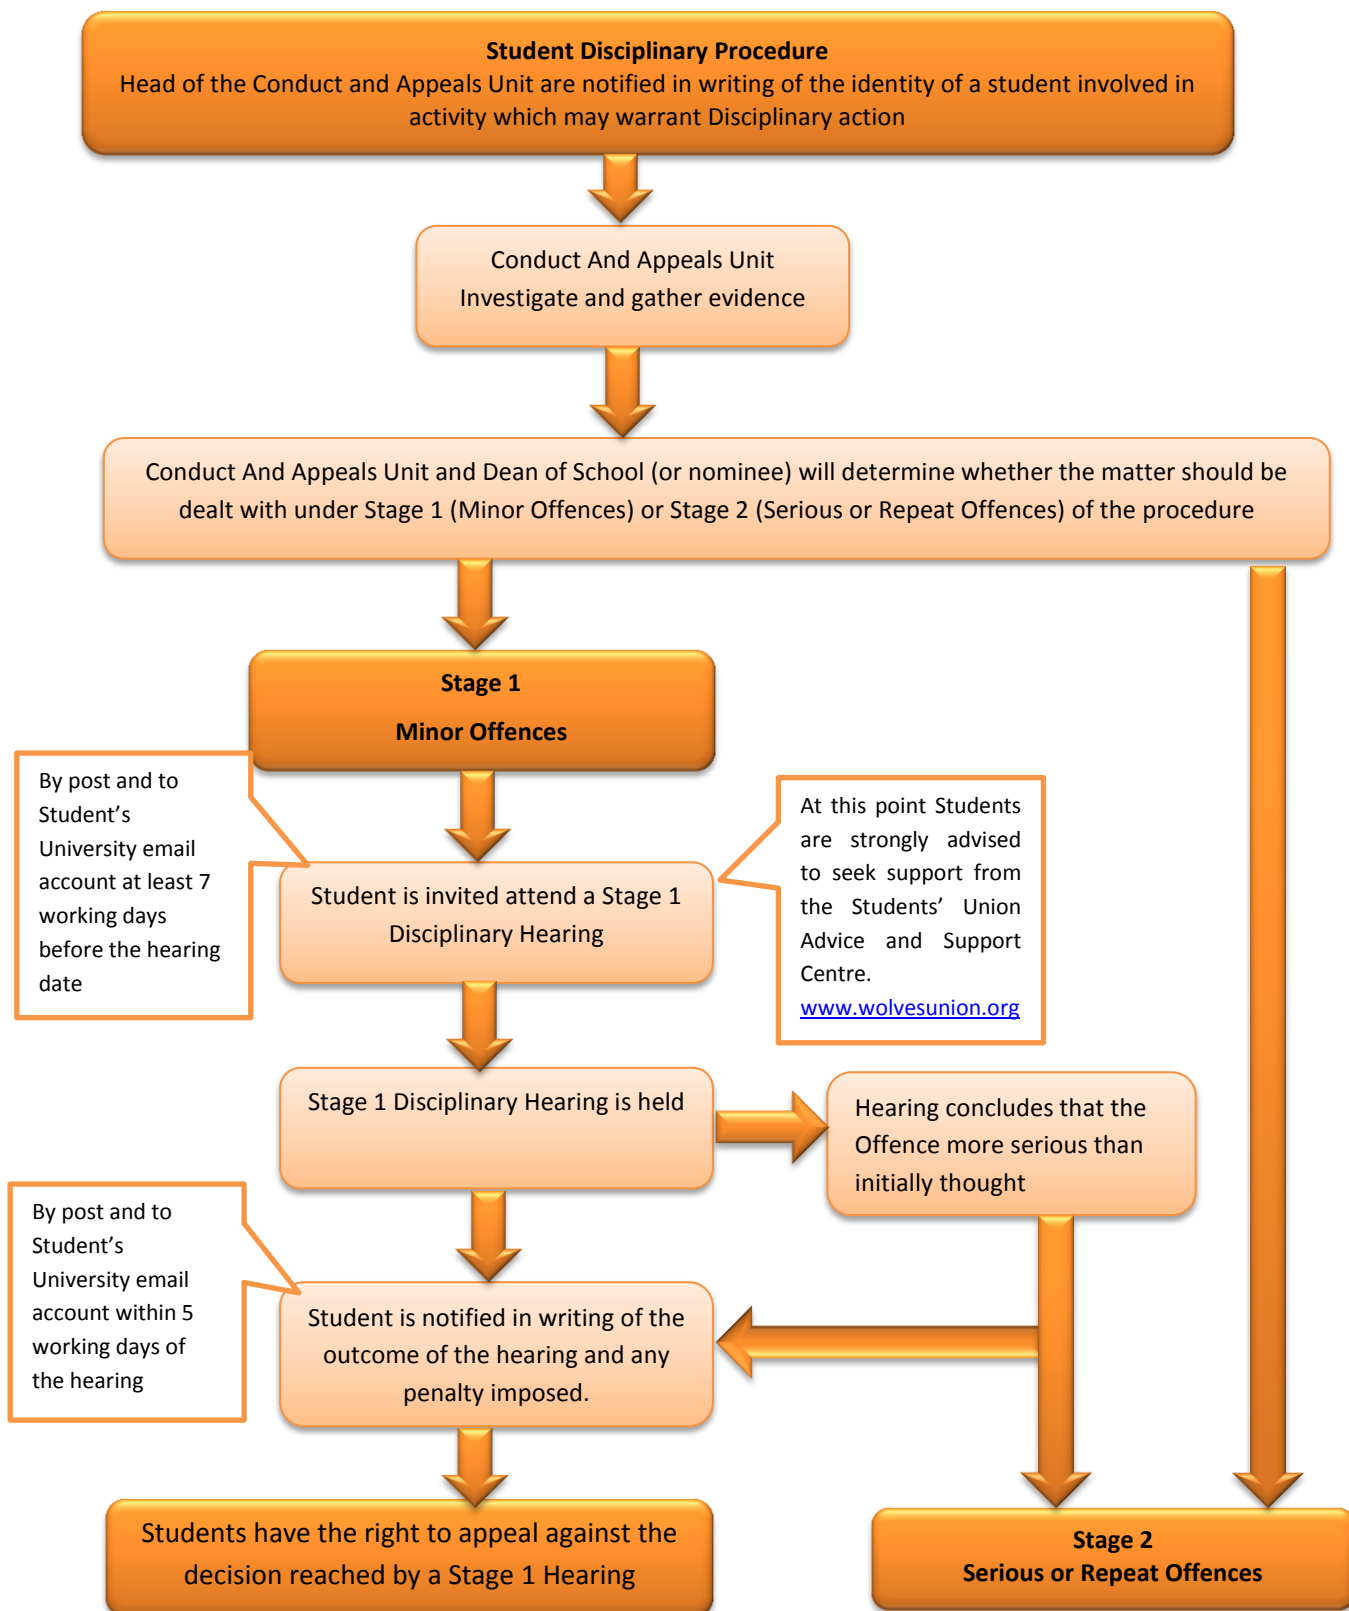 Student Disciplinary Procedure
Head of the Conduct and Appeals Unit are notified in writing of the identity of a student involved in
activity which may warrant Disciplinary action
Conduct And Appeals Unit
Investigate and gather evidence
Conduct And Appeals Unit and Dean of School (or nominee) will determine whether the matter should be
dealt with under Stage 1 (Minor Offences) or Stage 2 (Serious or Repeat Offences) of the procedure
Stage 1
Minor Offences
By post and to
Student’s
University email
account at least 7
working days
before the hearing
date
At this point Students
are strongly advised
to seek support from
the Students’ Union
Advice and Support
Centre.
www.wolvesunion.org
Student is invited attend a Stage 1
Disciplinary Hearing
Stage 1 Disciplinary Hearing is held
Hearing concludes that the
Offence more serious than
initially thought
By post and to
Student’s
University email
account within 5
working days of
the hearing
Student is notified in writing of the
outcome of the hearing and any
penalty imposed.
Students have the right to appeal against the
decision reached by a Stage 1 Hearing
Stage 2
Serious or Repeat Offences